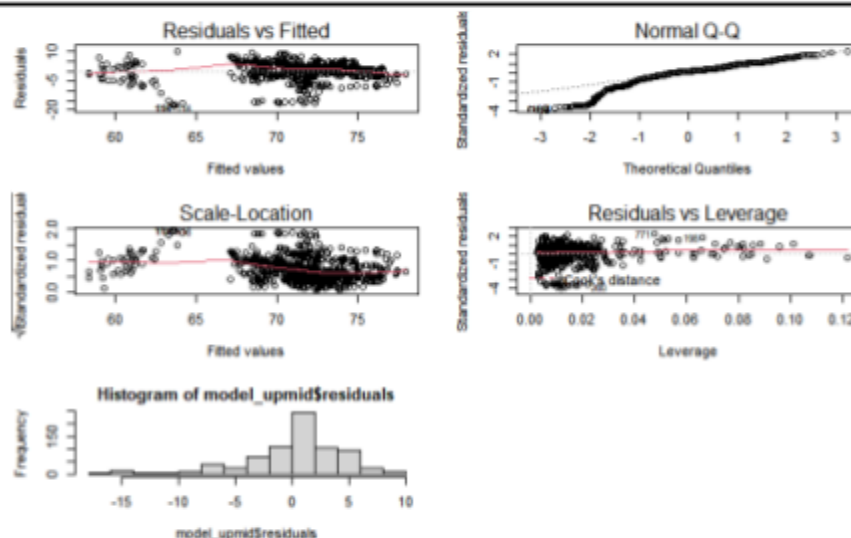 Residuals vs Fitted
Residuals
10
-5
-20
60 65 70 75
Fitted values
Normal Q-Q
Standardized residuals
2
-1
-4
-3 -2 -1 0 1 2 3
Theoretical Quantiles
Scale-Location
√|Standardized residual
2.0
1.0
0.0
60 65 70 75
Fitted values
Residuals vs Leverage
Standardized residuals
2
-1
-4
771
Cook's distance
0.00 0.02 0.04 0.06 0.08 0.10 0.12
Leverage
Histogram of model_upmid$residuals
Frequency
150
0
-15 -10 -5 0 5 10
model_upmid$residuals